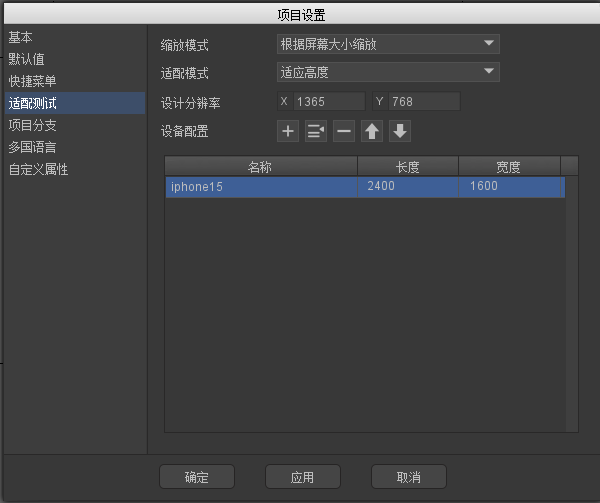 项目设置
基本
默认值
快捷菜单
适配测试
项目分支
多国语言
自定义属性
缩放模式 根据屏幕大小缩放
适配模式 适应高度
设计分辨率 X 1365 Y 768
设备配置
名称 长度 宽度
iphone15 2400 1600
确定 应用 取消